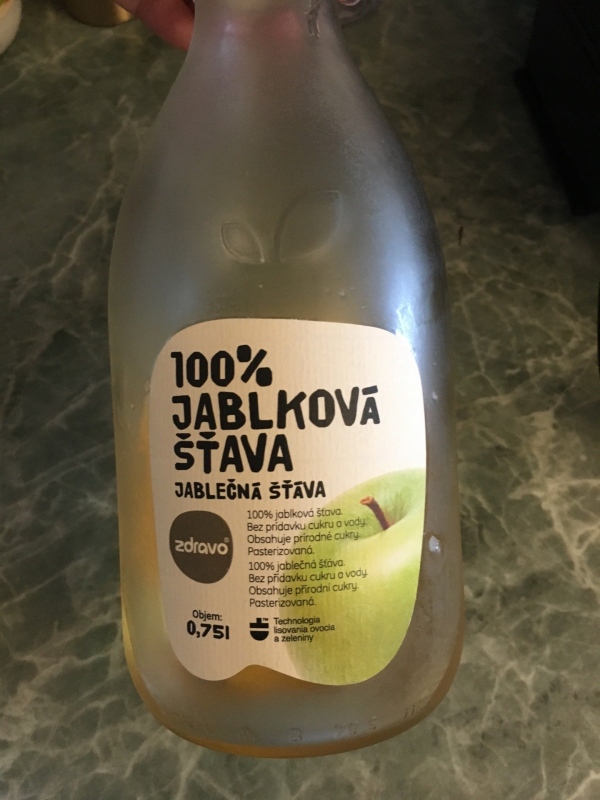 100%
JABLKOVÁ
ŠŤAVA
JABLEČNÁ ŠŤÁVA
100% jablková šťava.
Bez prídavku cukru a vody.
Obsahuje prírodné cukry.
Pasterizovaná.
100% jablečná šťáva.
Bez přídavku cukru a vody.
Obsahuje přírodní cukry.
Pasterizovaná.
zdravo®
Objem:
0,75l
Technologia
lisovania ovocia
a zeleniny